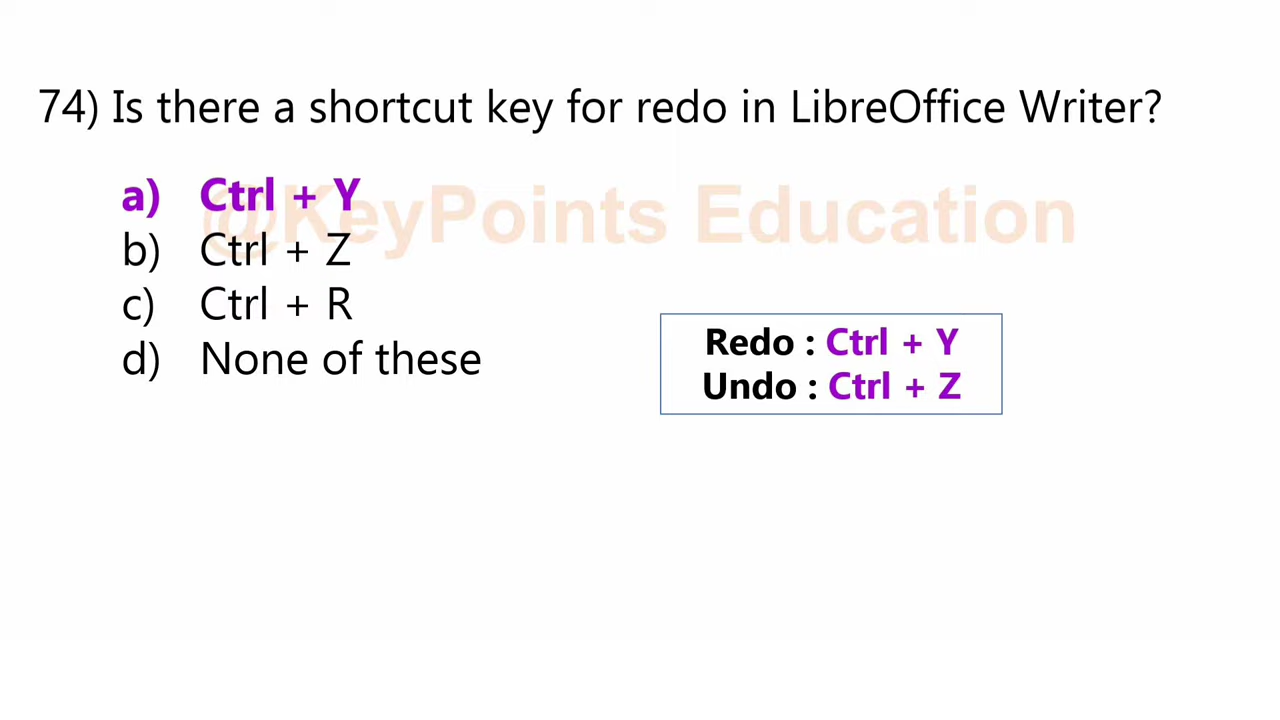 74) Is there a shortcut key for redo in LibreOffice Writer?
@KeyPoints Education
a) Ctrl + Y
b) Ctrl + Z
c) Ctrl + R
d) None of these
Redo : Ctrl + Y
Undo : Ctrl + Z